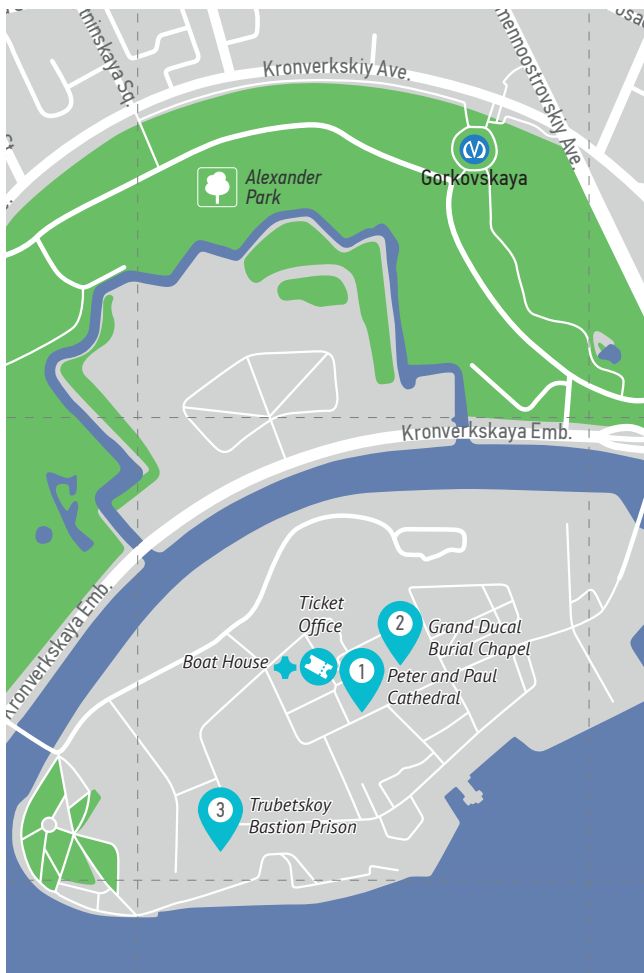 Kronverkskiy Ave.
Gorkovskaya
Alexander
Park
Kronverkskaya Emb.
Kronverkskaya Emb.
Ticket
Office
2
Grand Ducal
Burial Chapel
Boat House
1
Peter and Paul
Cathedral
3
Trubetskoy
Bastion Prison